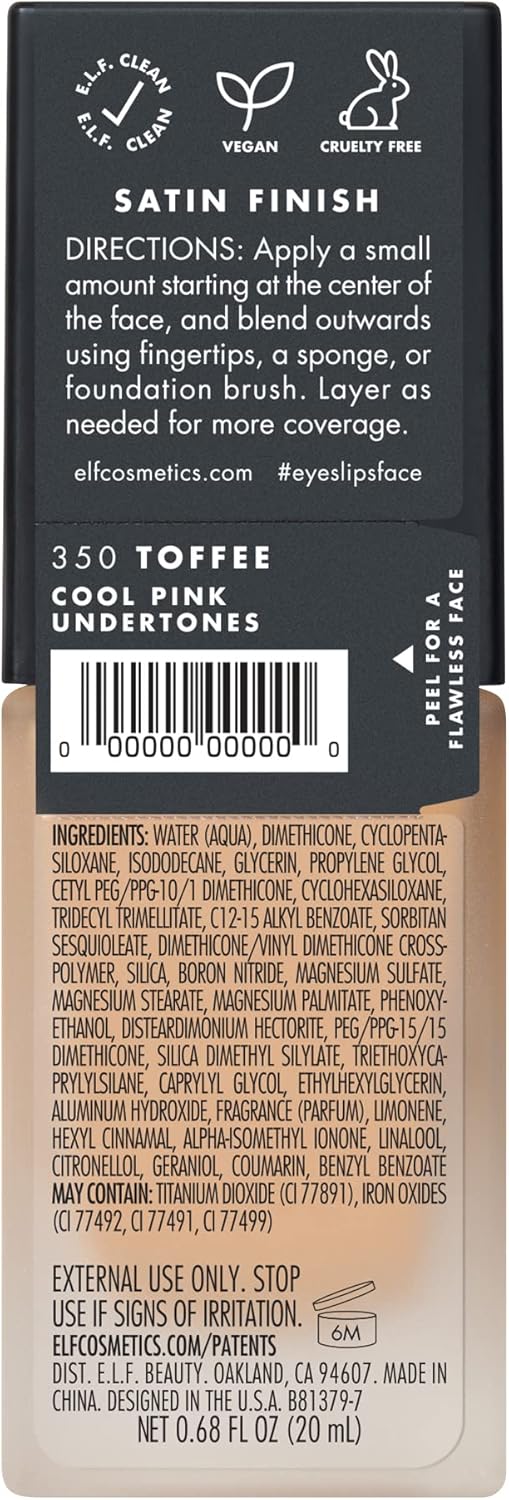 E.L.F. CLEAN
E.L.F. CLEAN
VEGAN
CRUELTY FREE
SATIN FINISH
DIRECTIONS: Apply a small
amount starting at the center of
the face, and blend outwards
using fingertips, a sponge, or
foundation brush. Layer as
needed for more coverage.
elfcosmetics.com #eyeslipsface
350 TOFFEE
COOL PINK
UNDERTONES
PEEL FOR A
FLAWLESS FACE
0 00000 00000 0
INGREDIENTS: WATER (AQUA), DIMETHICONE, CYCLOPENTA-
SILOXANE, ISODODECANE, GLYCERIN, PROPYLENE GLYCOL,
CETYL PEG/PPG-10/1 DIMETHICONE, CYCLOHEXASILOXANE,
TRIDECYL TRIMELLITATE, C12-15 ALKYL BENZOATE, SORBITAN
SESQUIOLEATE, DIMETHICONE/VINYL DIMETHICONE CROSS-
POLYMER, SILICA, BORON NITRIDE, MAGNESIUM SULFATE,
MAGNESIUM STEARATE, MAGNESIUM PALMITATE, PHENOXY-
ETHANOL, DISTEARDIMONIUM HECTORITE, PEG/PPG-15/15
DIMETHICONE, SILICA DIMETHYL SILYLATE, TRIETHOXYCA-
PRYLYLSILANE, CAPRYLYL GLYCOL, ETHYLHEXYLGLYCERIN,
ALUMINUM HYDROXIDE, FRAGRANCE (PARFUM), LIMONENE,
HEXYL CINNAMAL, ALPHA-ISOMETHYL IONONE, LINALOOL,
CITRONELLOL, GERANIOL, COUMARIN, BENZYL BENZOATE
MAY CONTAIN: TITANIUM DIOXIDE (CI 77891), IRON OXIDES
(CI 77492, CI 77491, CI 77499)
EXTERNAL USE ONLY. STOP
USE IF SIGNS OF IRRITATION.
6M
ELFCOSMETICS.COM/PATENTS
DIST. E.L.F. BEAUTY. OAKLAND, CA 94607. MADE IN
CHINA. DESIGNED IN THE U.S.A. B81379-7
NET 0.68 FL OZ (20 mL)